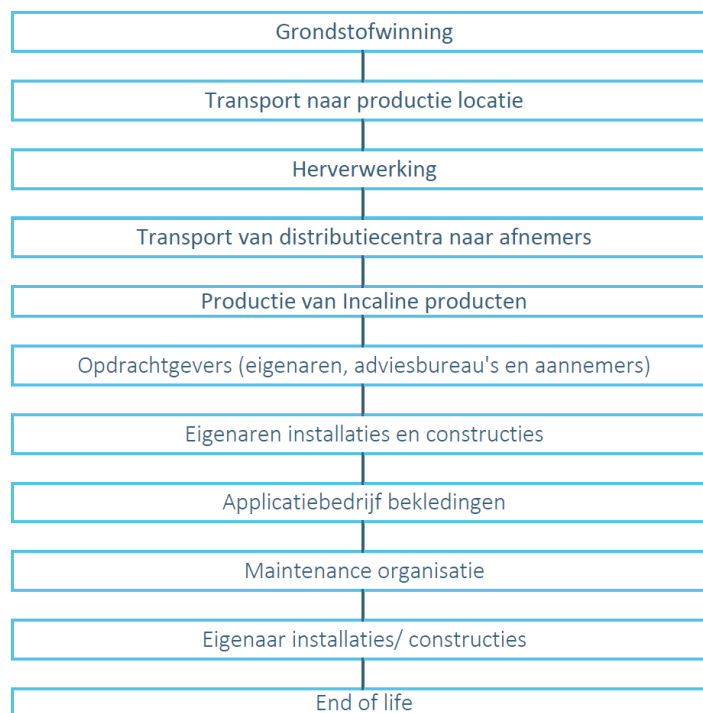 Grondstofwinning
Transport naar productie locatie
Herverwerking
Transport van distributiecentra naar afnemers
Productie van Incaline producten
Opdrachtgevers (eigenaren, adviesbureau's en aannemers)
Eigenaren installaties en constructies
Applicatiebedrijf bekledingen
Maintenance organisatie
Eigenaar installaties/ constructies
End of life